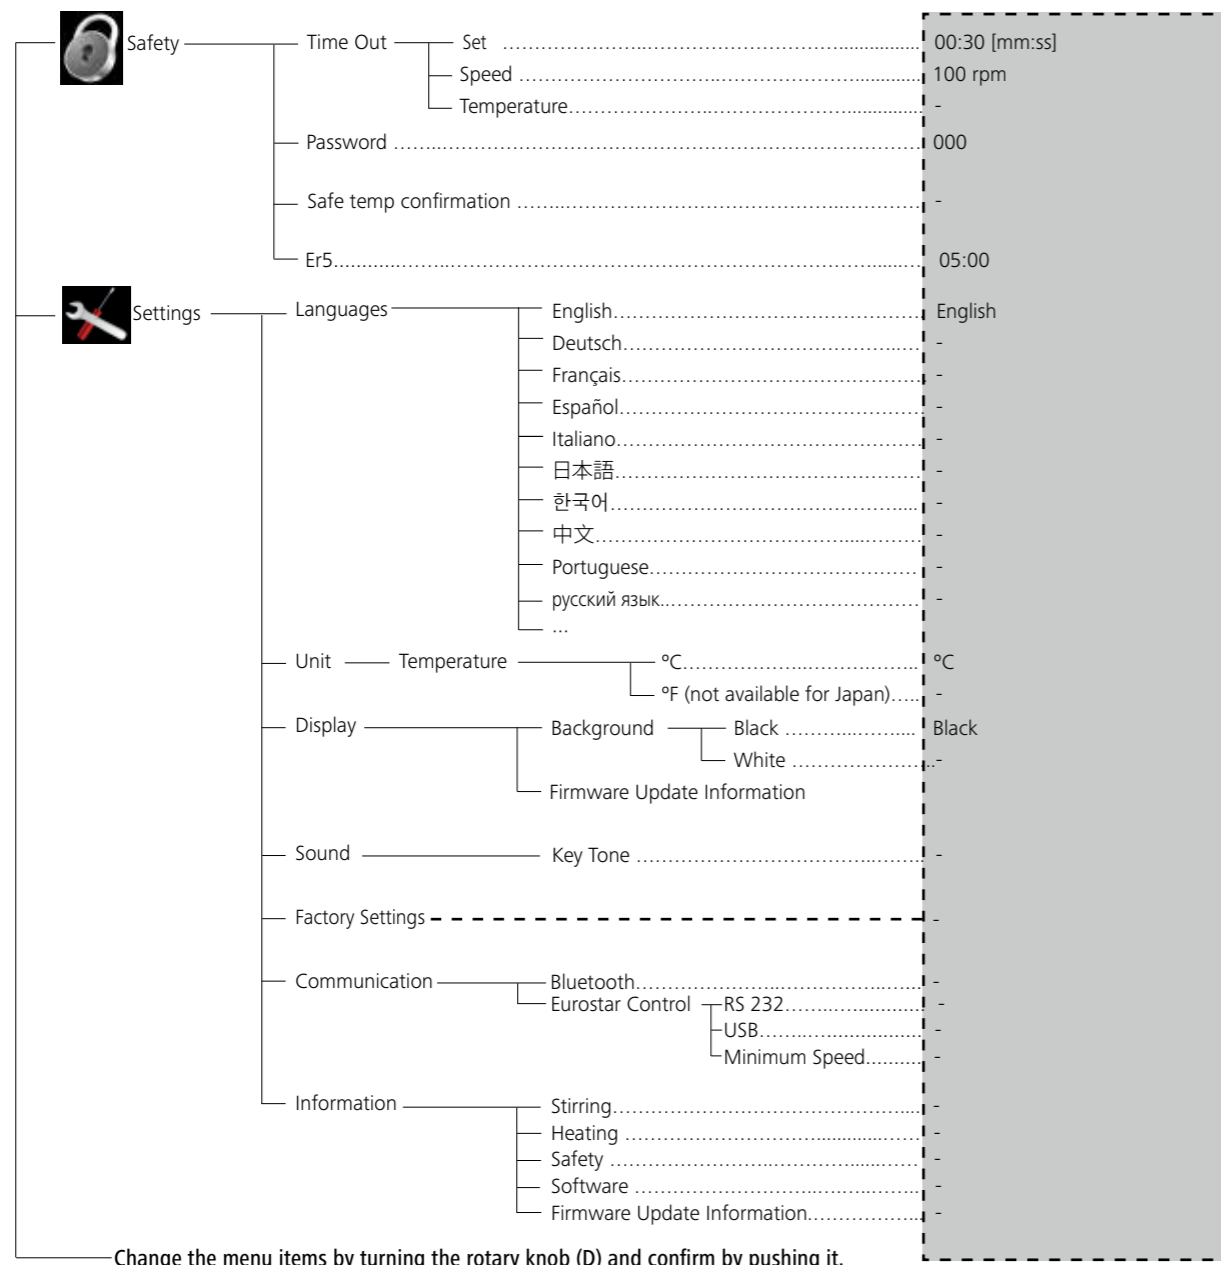 Safety Time Out Set ........ 00:30 [mm:ss]
Speed ........ 100 rpm
Temperature ........ -
Password ........ 000
Safe temp confirmation ........ -
Er5 ........ 05:00
Settings Languages English ........ English
Deutsch ........ -
Français ........ -
Español ........ -
Italiano ........ -
日本語 ........ -
한국어 ........ -
中文 ........ -
Portuguese ........ -
русский язык ........ -
...
Unit Temperature ºC ........ ºC
ºF (not available for Japan) ........ -
Display Background Black ........ Black
White ........ -
Firmware Update Information
Sound Key Tone ........ -
Factory Settings - - - - - - - -
Communication Bluetooth ........ -
Eurostar Control RS 232 ........ -
USB ........ -
Minimum Speed ........ -
Information Stirring ........ -
Heating ........ -
Safety ........ -
Software ........ -
Firmware Update Information ........ -
Change the menu items by turning the rotary knob (D) and confirm by pushing it.